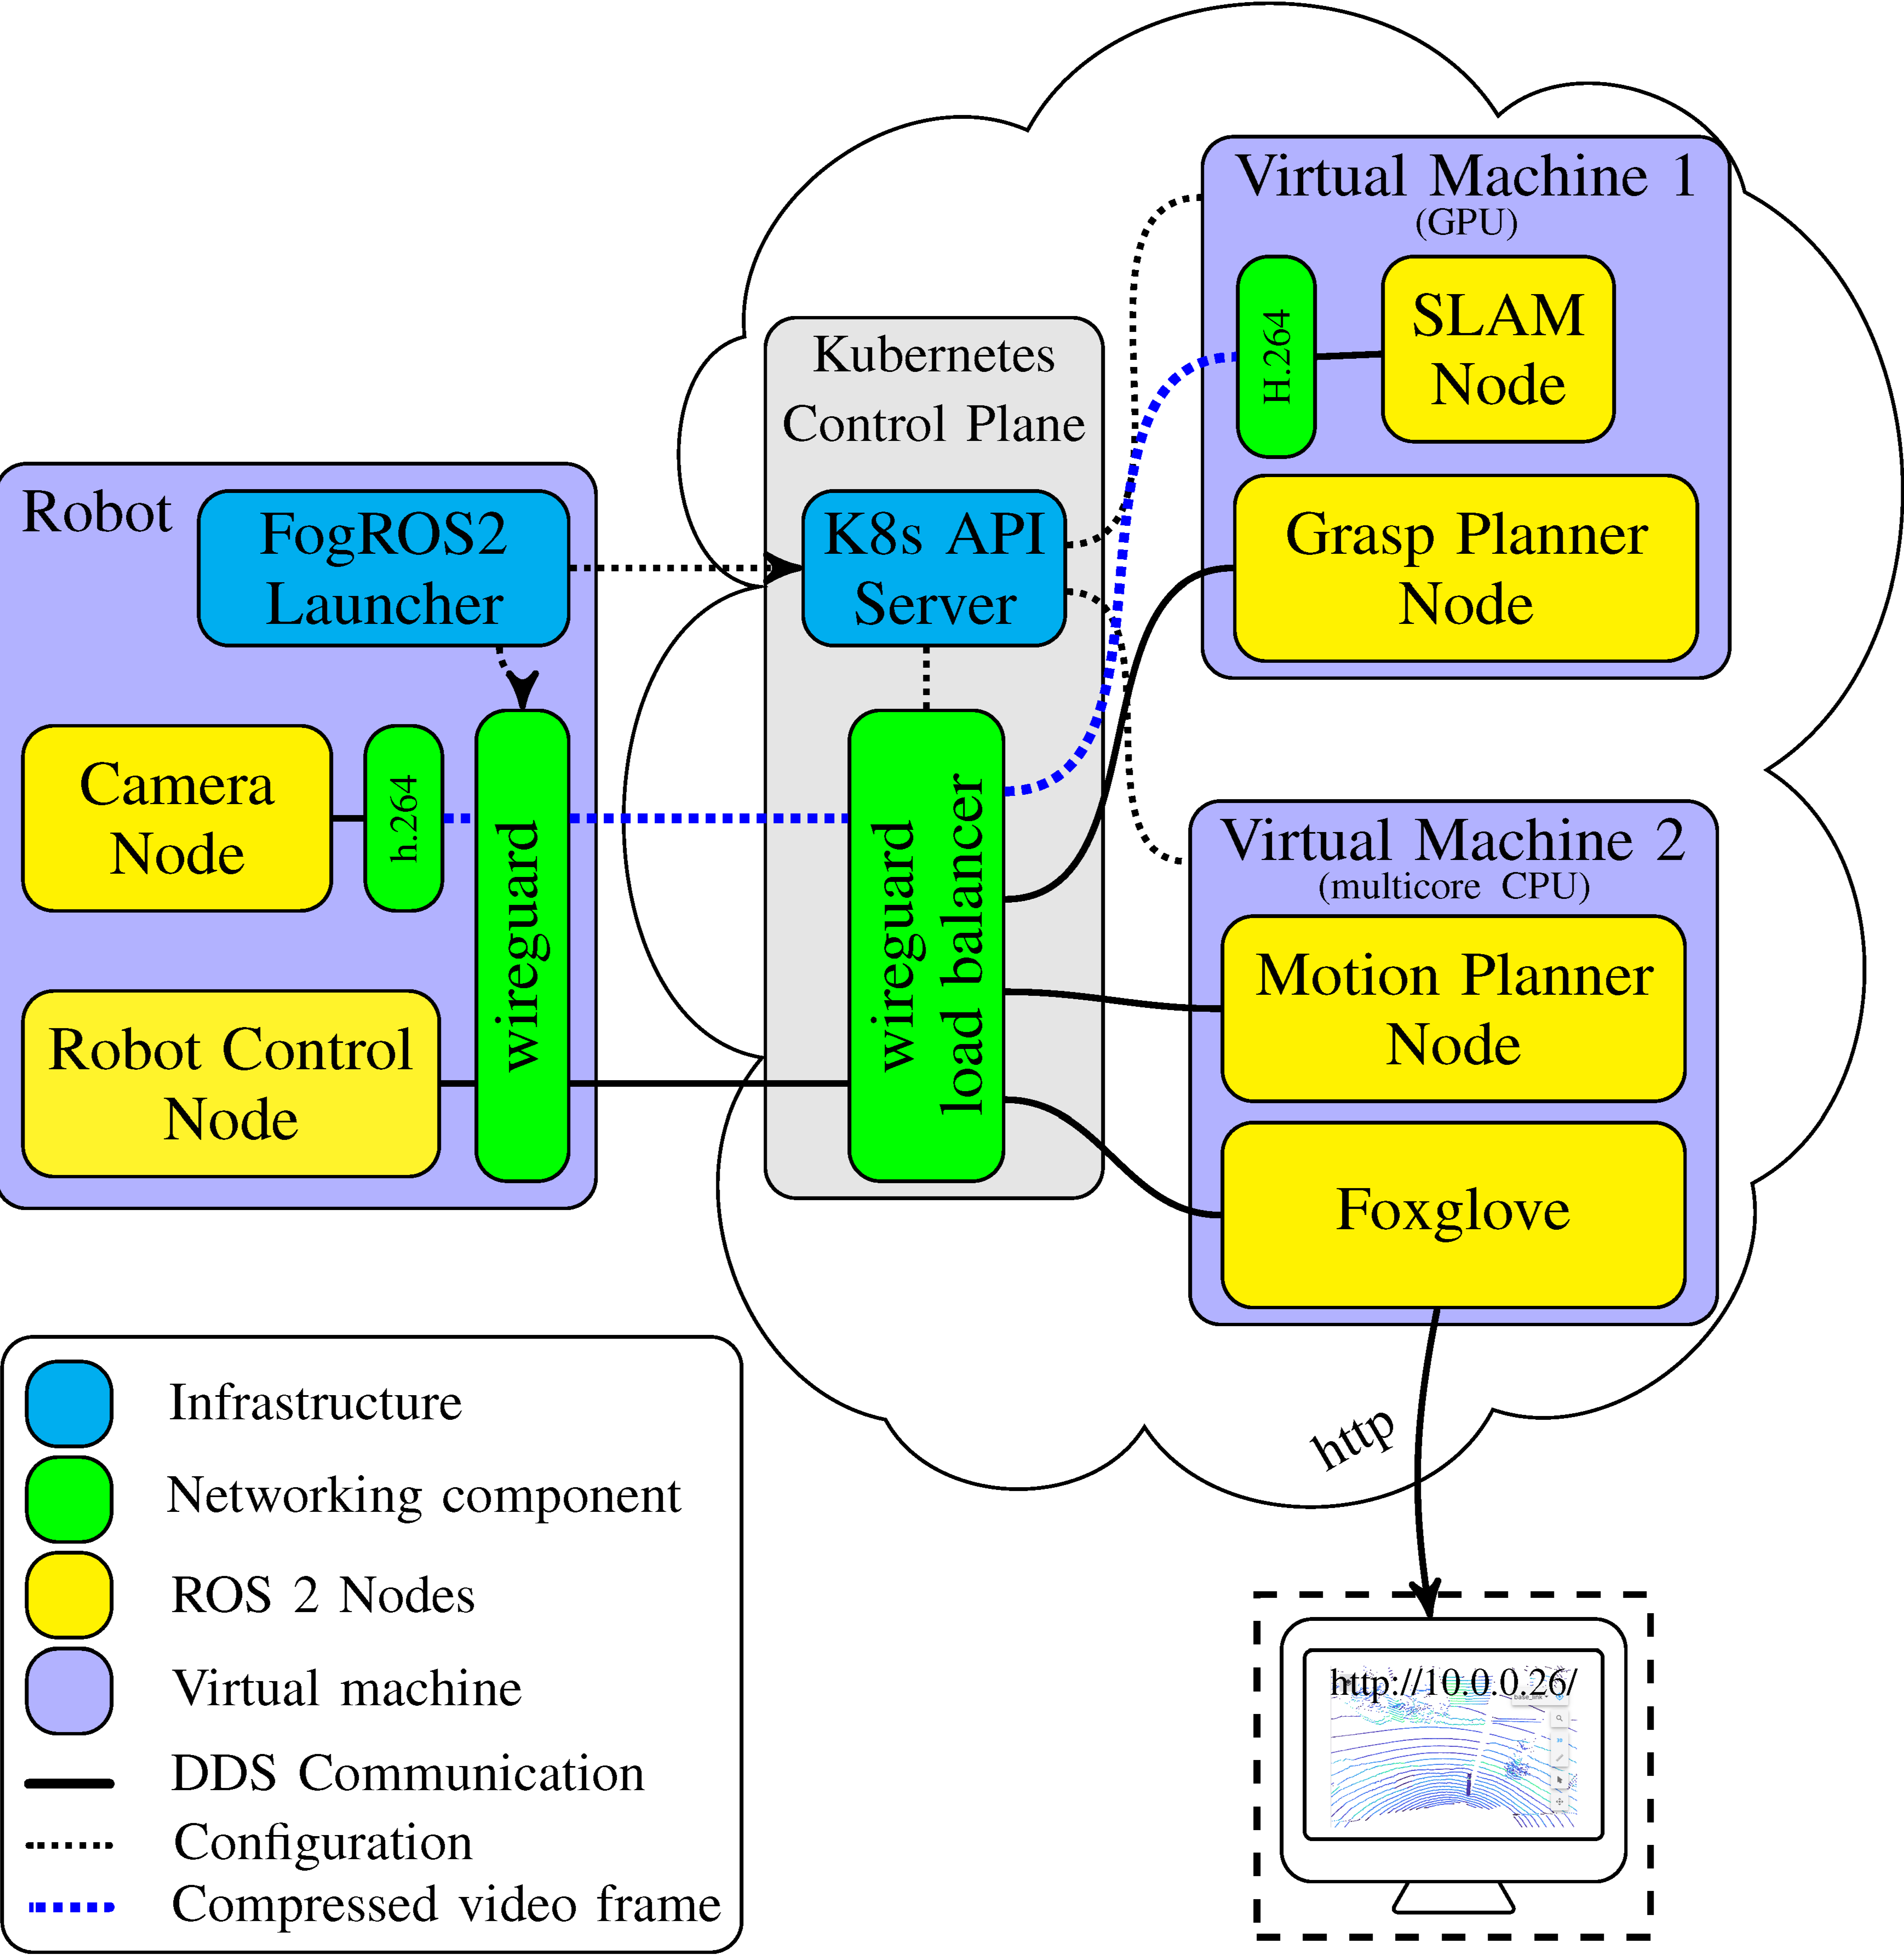 Virtual Machine 1
(GPU)
H.264
SLAM
Node
Grasp Planner
Node
Kubernetes
Control Plane
K8s API
Server
wireguard
load balancer
Robot
FogROS2
Launcher
Camera
Node
h.264
wireguard
Robot Control
Node
Virtual Machine 2
(multicore CPU)
Motion Planner
Node
Foxglove
http
http://10.0.0.26/
base_link
Infrastructure
Networking component
ROS 2 Nodes
Virtual machine
DDS Communication
Configuration
Compressed video frame